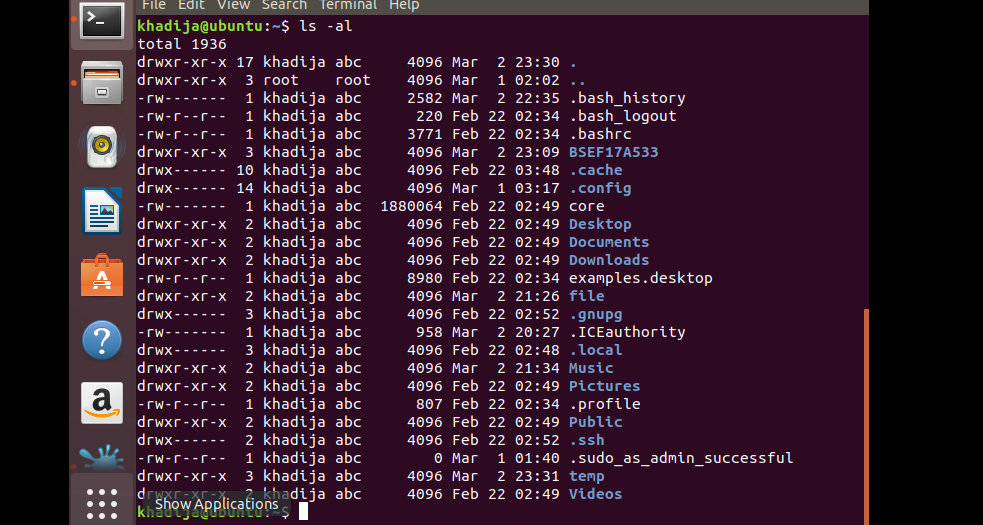 File Edit View Search Terminal Help
khadija@ubuntu:~$ ls -al
total 1936
drwxr-xr-x 17 khadija abc 4096 Mar 2 23:30 .
drwxr-xr-x 3 root root 4096 Mar 1 02:02 ..
-rw------- 1 khadija abc 2582 Mar 2 22:35 .bash_history
-rw-r--r-- 1 khadija abc 220 Feb 22 02:34 .bash_logout
-rw-r--r-- 1 khadija abc 3771 Feb 22 02:34 .bashrc
drwxr-xr-x 3 khadija abc 4096 Mar 2 23:09 BSEF17A533
drwx------ 10 khadija abc 4096 Feb 22 03:48 .cache
drwx------ 14 khadija abc 4096 Mar 1 03:17 .config
-rw------- 1 khadija abc 1880064 Feb 22 02:49 core
drwxr-xr-x 2 khadija abc 4096 Feb 22 02:49 Desktop
drwxr-xr-x 2 khadija abc 4096 Feb 22 02:49 Documents
drwxr-xr-x 2 khadija abc 4096 Feb 22 02:49 Downloads
-rw-r--r-- 1 khadija abc 8980 Feb 22 02:34 examples.desktop
drwxr-xr-x 2 khadija abc 4096 Mar 2 21:26 file
drwx------ 3 khadija abc 4096 Feb 22 02:52 .gnupg
-rw------- 1 khadija abc 958 Mar 2 20:27 .ICEauthority
drwx------ 3 khadija abc 4096 Feb 22 02:48 .local
drwxr-xr-x 2 khadija abc 4096 Mar 2 21:34 Music
drwxr-xr-x 2 khadija abc 4096 Feb 22 02:49 Pictures
-rw-r--r-- 1 khadija abc 807 Feb 22 02:34 .profile
drwxr-xr-x 2 khadija abc 4096 Feb 22 02:49 Public
drwx------ 2 khadija abc 4096 Feb 22 02:52 .ssh
-rw-r--r-- 1 khadija abc 0 Mar 1 01:40 .sudo_as_admin_successful
drwxr-xr-x 3 khadija abc 4096 Mar 2 23:31 temp
drwxr-xr-x 2 khadija abc 4096 Feb 22 02:49 Videos
khadija@ubuntu:~$
Show Applications